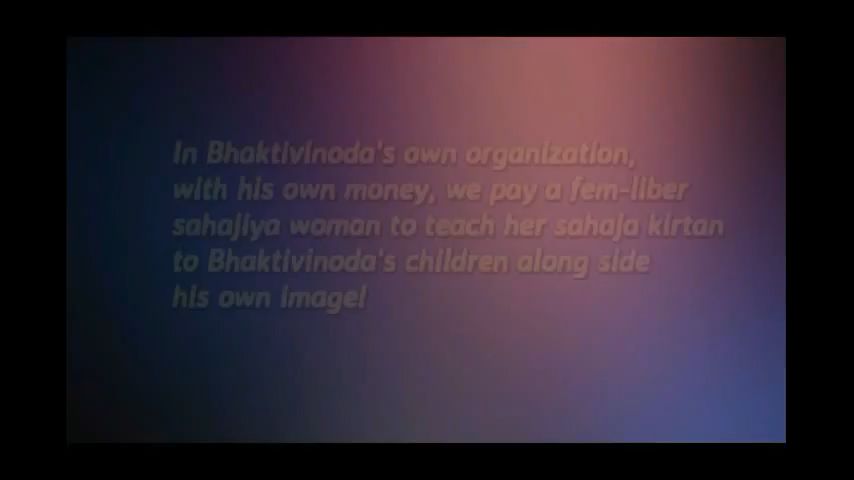 In Bhaktivinoda's own organization,
with his own money, we pay a fem-liber
sahajiya woman to teach her sahaja kirtan
to Bhaktivinoda's children along side
his own image!